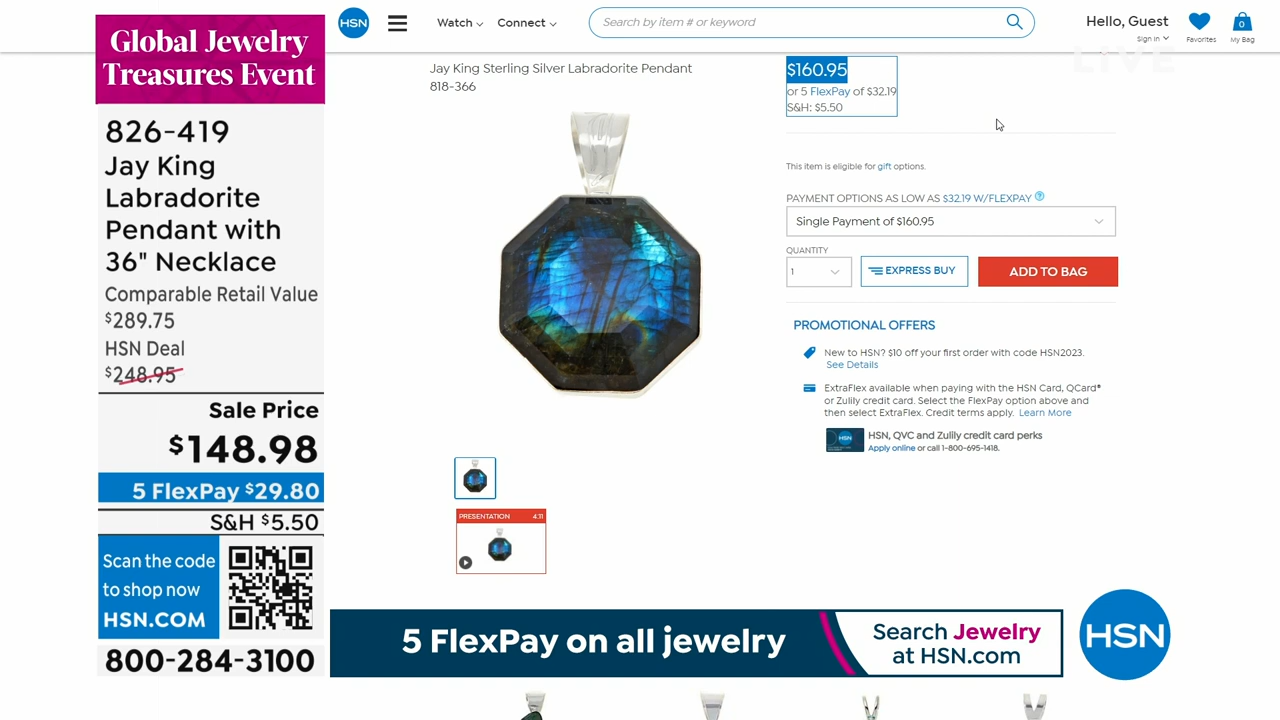 Global Jewelry
Treasures Event
826-419
Jay King
Labradorite
Pendant with
36" Necklace
Comparable Retail Value
$289.75
HSN Deal
$248.95
Sale Price
$148.98
5 FlexPay $29.80
S&H $5.50
Scan the code
to shop now
HSN.COM
800-284-3100
HSN
Watch
Connect
Search by item # or keyword
Hello, Guest
Sign In
Favorites
0
My Bag
LIVE
Jay King Sterling Silver Labradorite Pendant
818-366
$160.95
or 5 FlexPay of $32.19
S&H: $5.50
This item is eligible for gift options.
PAYMENT OPTIONS AS LOW AS $32.19 W/FLEXPAY ?
Single Payment of $160.95
QUANTITY
1
EXPRESS BUY
ADD TO BAG
PROMOTIONAL OFFERS
New to HSN? $10 off your first order with code HSN2023.
See Details
ExtraFlex available when paying with the HSN Card, QCard®
or Zulily credit card. Select the FlexPay option above and
then select ExtraFlex. Credit terms apply. Learn More
HSN
HSN, QVC and Zulily credit card perks
Apply online or call 1-800-695-1418.
PRESENTATION 4:31
5 FlexPay on all jewelry
Search Jewelry
at HSN.com
HSN